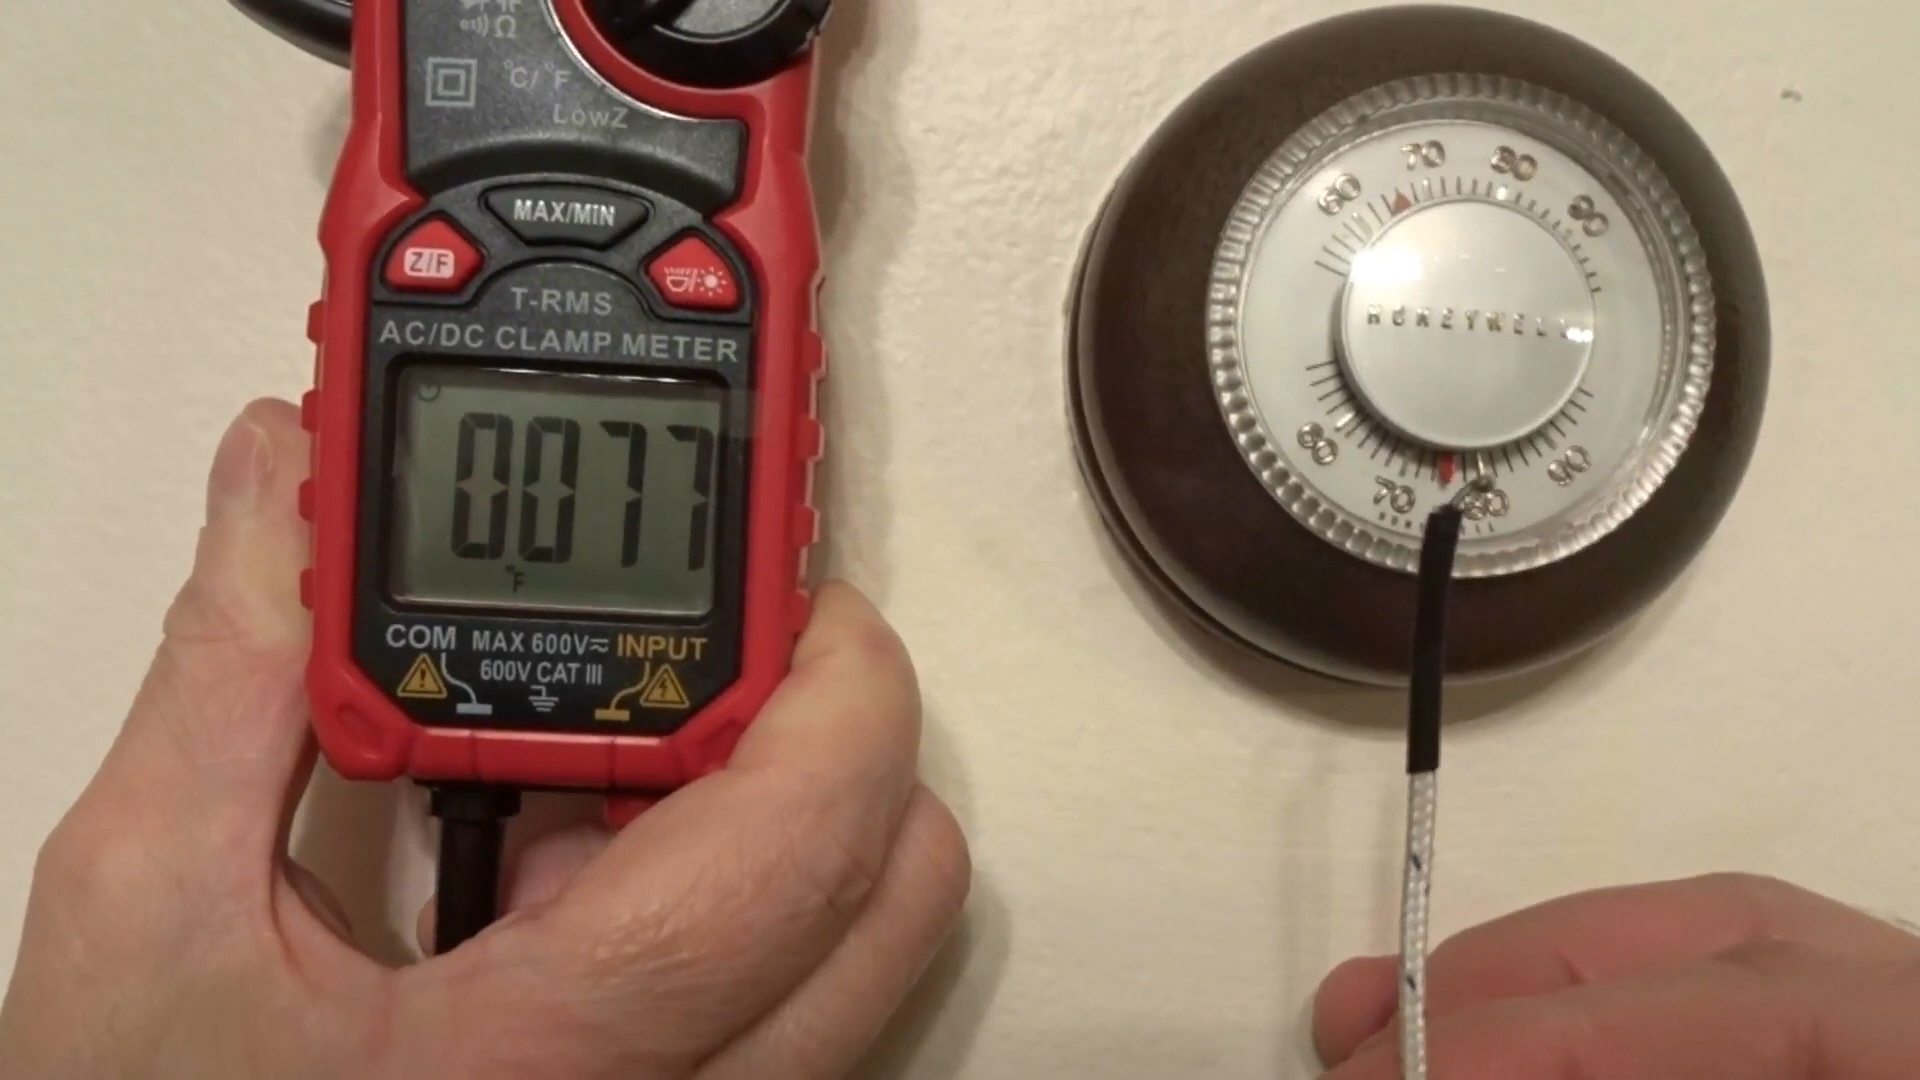 Ω
°C/°F
LowZ
MAX/MIN
Z/F
T-RMS
AC/DC CLAMP METER
0077
°F
COM MAX 600V≂ INPUT
600V CAT III
60 70 80 90
HONEYWELL
60 70 80 90